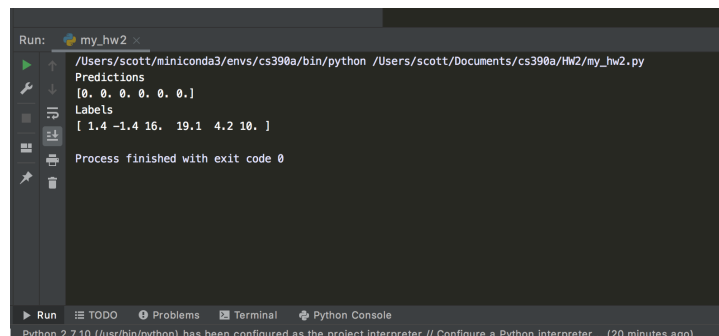 Run: my_hw2 ×
/Users/scott/miniconda3/envs/cs390a/bin/python /Users/scott/Documents/cs390a/HW2/my_hw2.py
Predictions
[0. 0. 0. 0. 0. 0.]
Labels
[ 1.4 -1.4 16.  19.1  4.2 10. ]
Process finished with exit code 0
Run TODO Problems Terminal Python Console
Python 2.7.10 (/usr/bin/python) has been configured as the project interpreter // Configure a Python interpreter... (20 minutes ago)